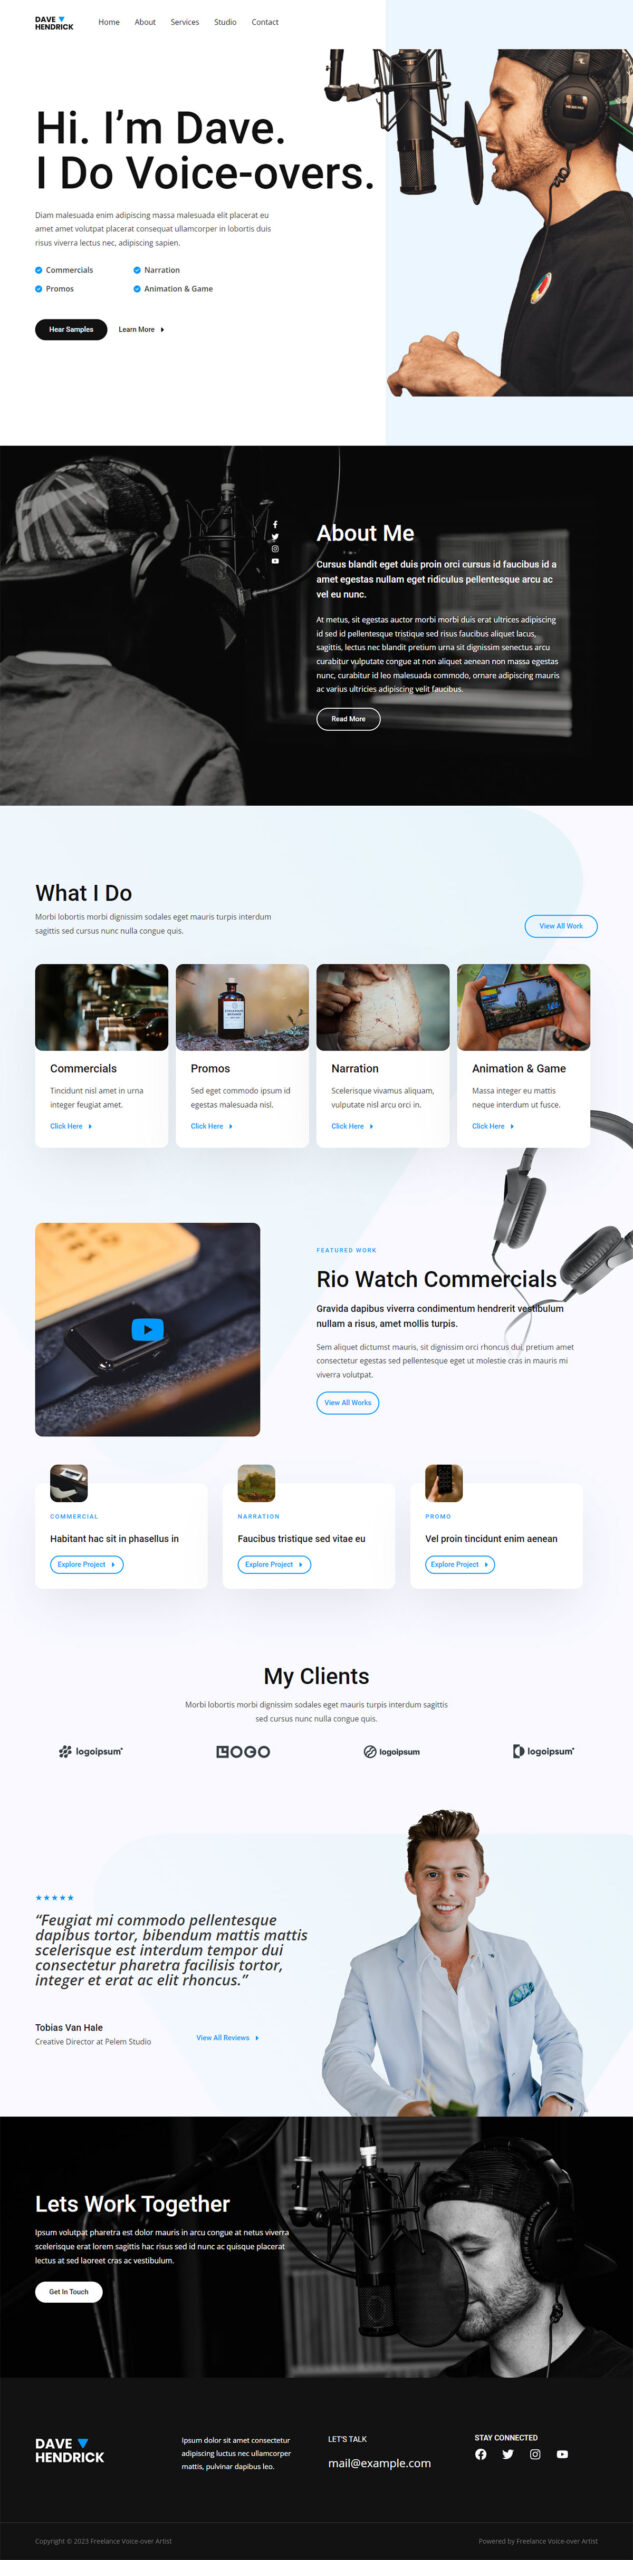 DAVE
HENDRICK
Home About Services Studio Contact
Hi. I’m Dave.
I Do Voice-overs.
Diam malesuada enim adipiscing massa malesuada elit placerat eu
amet amet volutpat placerat consequat ullamcorper in lobortis duis
risus viverra lectus nec, adipiscing sapien.
Commercials Narration
Promos Animation & Game
Hear Samples Learn More
About Me
Cursus blandit eget duis proin orci cursus id faucibus id a
amet egestas nullam eget ridiculus pellentesque arcu ac
vel eu nunc.
At metus, sit egestas auctor morbi morbi duis erat ultrices adipiscing
id sed id pellentesque tristique sed risus faucibus aliquet lacus,
sagittis, lectus nec blandit pretium urna sit dignissim senectus arcu
curabitur vulputate congue at non aliquet aenean non massa egestas
nunc, curabitur id leo malesuada commodo, ornare adipiscing mauris
ac varius ultricies adipiscing velit faucibus.
Read More
What I Do
Morbi lobortis morbi dignissim sodales eget mauris turpis interdum
sagittis sed cursus nunc nulla congue quis.
View All Work
Commercials
Tincidunt nisl amet in urna
integer feugiat amet.
Click Here
Promos
Sed eget commodo ipsum id
egestas malesuada nisl.
Click Here
Narration
Scelerisque vivamus aliquam,
vulputate nisl arcu orci in.
Click Here
Animation & Game
Massa integer eu mattis
neque interdum ut fusce.
Click Here
FEATURED WORK
Rio Watch Commercials
Gravida dapibus viverra condimentum hendrerit vestibulum
nullam a risus, amet mollis turpis.
Sem aliquet dictumst mauris, sit dignissim orci rhoncus dui, pretium amet
consectetur egestas sed pellentesque eget ut molestie cras in mauris mi
viverra volutpat.
View All Works
COMMERCIAL
Habitant hac sit in phasellus in
Explore Project
NARRATION
Faucibus tristique sed vitae eu
Explore Project
PROMO
Vel proin tincidunt enim aenean
Explore Project
My Clients
Morbi lobortis morbi dignissim sodales eget mauris turpis interdum sagittis
sed cursus nunc nulla congue quis.
logoipsum LOGO logoipsum logoipsum
“Feugiat mi commodo pellentesque
dapibus tortor, bibendum mattis mattis
scelerisque est interdum tempor dui
consectetur pharetra facilisis tortor,
integer et erat ac elit rhoncus.”
Tobias Van Hale
Creative Director at Pelem Studio
View All Reviews
Lets Work Together
Ipsum volutpat pharetra est dolor mauris in arcu congue at netus viverra
scelerisque erat lorem sagittis hac risus sed id nunc ac quisque placerat
lectus at sed laoreet cras ac vestibulum.
Get In Touch
DAVE
HENDRICK
Ipsum dolor sit amet consectetur
adipiscing luctus nec ullamcorper
mattis, pulvinar dapibus leo.
LET’S TALK
mail@example.com
STAY CONNECTED
Copyright © 2023 Freelance Voice-over Artist
Powered by Freelance Voice-over Artist